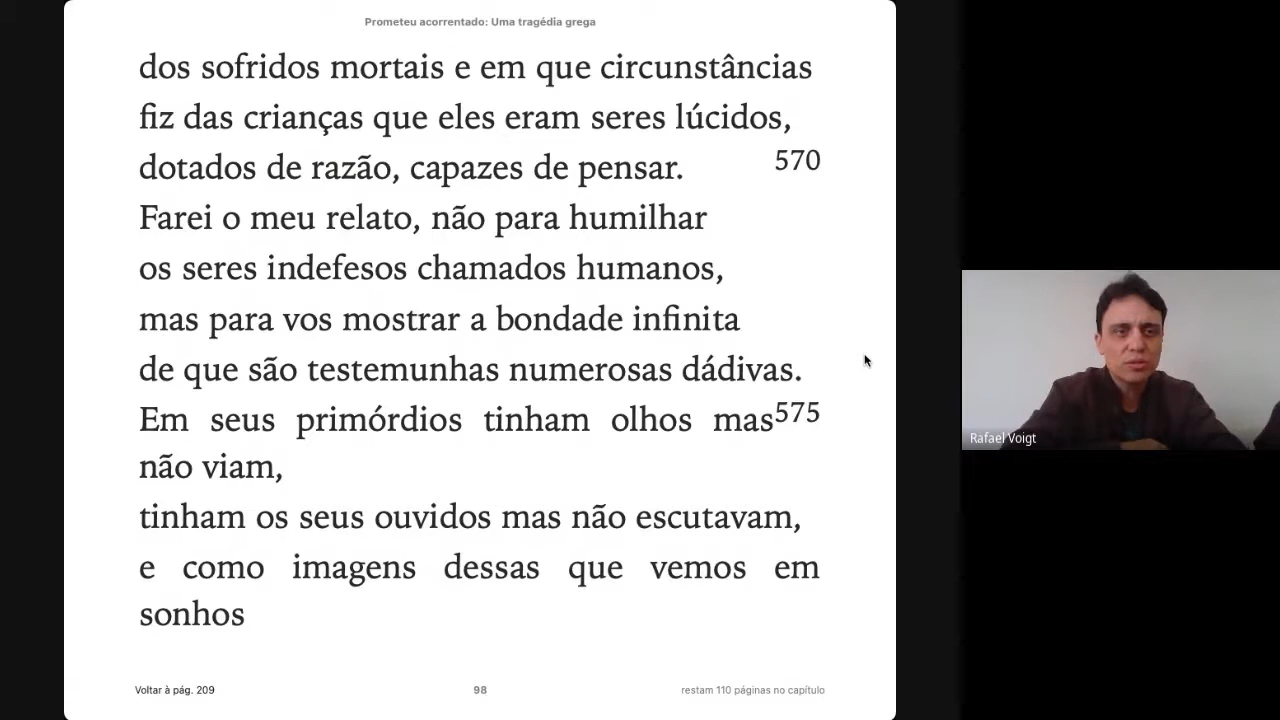 Prometeu acorrentado: Uma tragédia grega
dos sofridos mortais e em que circunstâncias
fiz das crianças que eles eram seres lúcidos,
dotados de razão, capazes de pensar. 570
Farei o meu relato, não para humilhar
os seres indefesos chamados humanos,
mas para vos mostrar a bondade infinita
de que são testemunhas numerosas dádivas.
Em seus primórdios tinham olhos mas575
não viam,
tinham os seus ouvidos mas não escutavam,
e como imagens dessas que vemos em
sonhos
Voltar à pág. 209 98 restam 110 páginas no capítulo
Rafael Voigt